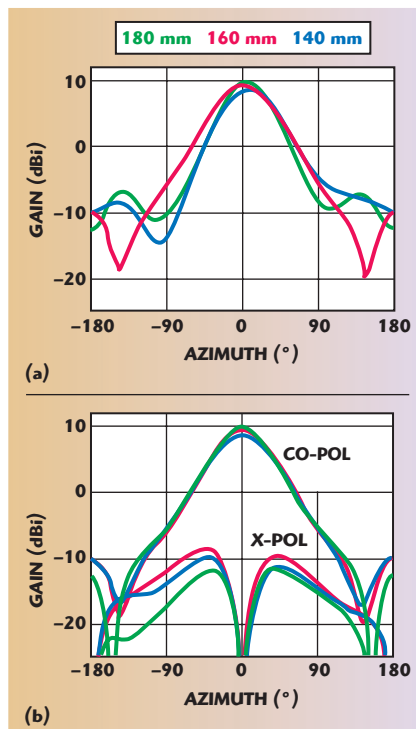 180 mm 160 mm 140 mm
10
0
−10
−20
GAIN (dBi)
−180 −90 0 90 180
AZIMUTH (°)
(a)
10
0
−10
−20
GAIN (dBi)
CO-POL
X-POL
−180 −90 0 90 180
AZIMUTH (°)
(b)